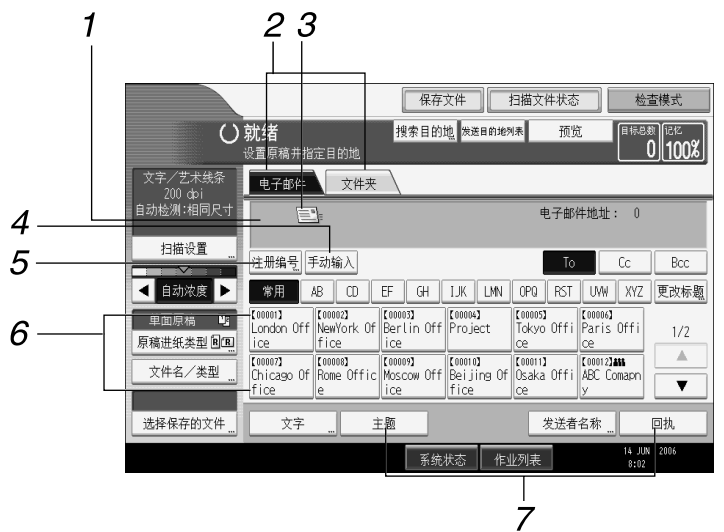 1
2
3
4
5
6
7
保存文件 扫描文件状态 检查模式
就绪 搜索目的地 发送目的地列表 预览 目标总数 记忆
设置原稿并指定目的地 0 100%
文字／艺术线条
200 dpi
自动检测:相同尺寸
电子邮件 文件夹
电子邮件地址： 0
扫描设置
注册编号 手动输入 To Cc Bcc
自动浓度
常用 AB CD EF GH IJK LMN OPQ RST UVW XYZ 更改标题
单面原稿
原稿进纸类型
文件名／类型
【00001】 London Office
【00002】 NewYork Office
【00003】 Berlin Office
【00004】 Project
【00005】 Tokyo Office
【00006】 Paris Office
1/2
【00007】 Chicago Office
【00008】 Rome Office
【00009】 Moscow Office
【00010】 Beijing Office
【00011】 Osaka Office
【00012】 ABC Comapny
选择保存的文件 文字 主题 发送者名称 回执
系统状态 作业列表 14 JUN 2006
8:02